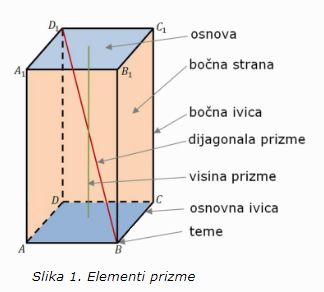 D₁
C₁
osnova
A₁
B₁
bočna strana
bočna ivica
dijagonala prizme
visina prizme
D
C
osnovna ivica
A
B
teme
Slika 1. Elementi prizme